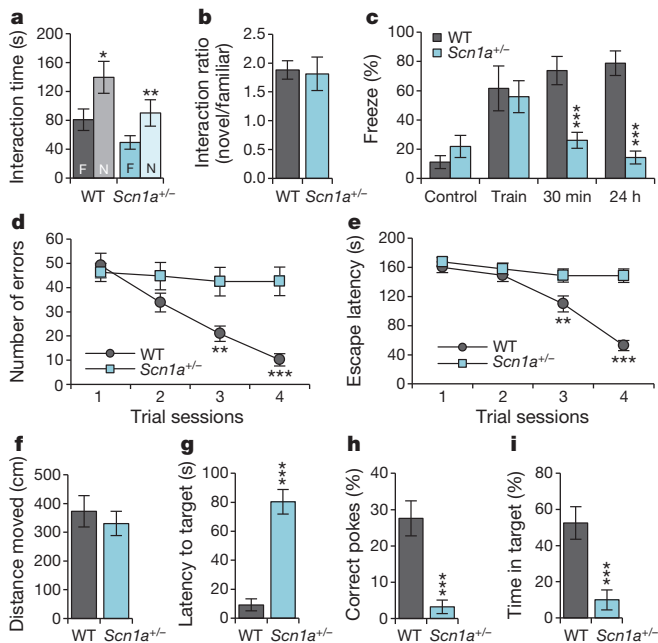 a
Interaction time (s)
200
160
120
80
40
0
*
**
F
N
F
N
WT Scn1a+/−
b
Interaction ratio
(novel/familiar)
2.5
2.0
1.5
1.0
0.5
0
WT Scn1a+/−
c
WT
Scn1a+/−
Freeze (%)
100
80
60
40
20
0
***
***
Control Train 30 min 24 h
d
Number of errors
60
50
40
30
20
10
0
WT
Scn1a+/−
**
***
1 2 3 4
Trial sessions
e
Escape latency (s)
200
160
120
80
40
0
WT
Scn1a+/−
**
***
1 2 3 4
Trial sessions
f
Distance moved (cm)
500
400
300
200
100
0
WT Scn1a+/−
g
Latency to target (s)
100
80
60
40
20
0
***
WT Scn1a+/−
h
Correct pokes (%)
40
30
20
10
0
***
WT Scn1a+/−
i
Time in target (%)
80
60
40
20
0
***
WT Scn1a+/−